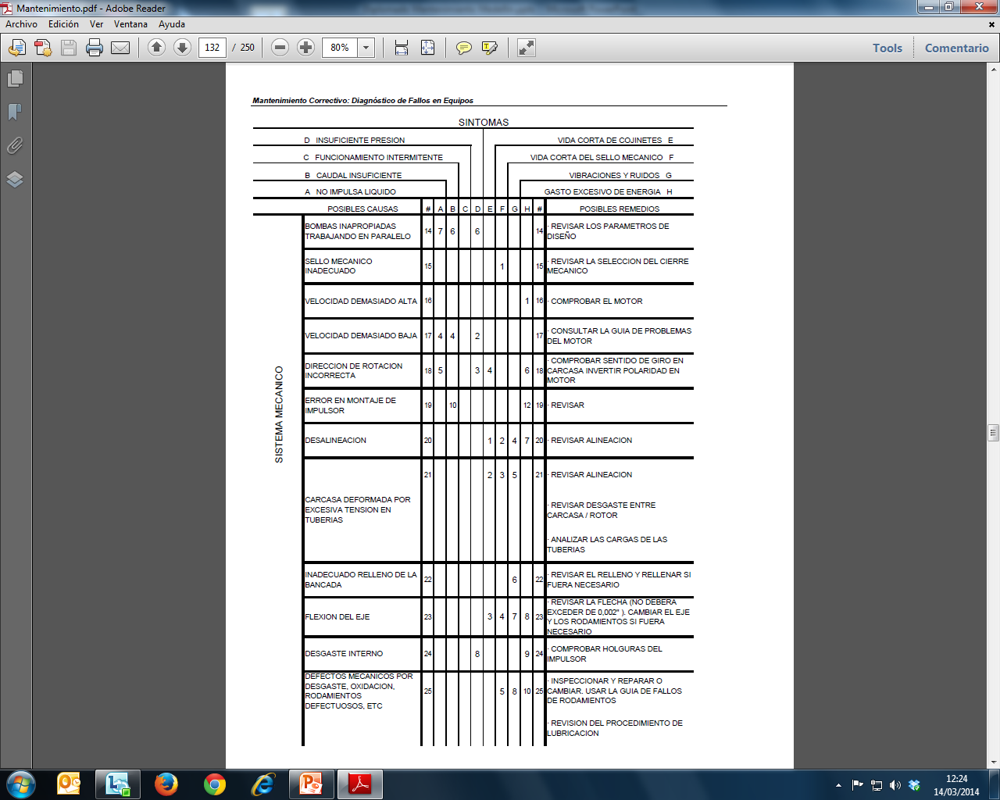 Mantenimiento.pdf - Adobe Reader
Archivo Edición Ver Ventana Ayuda
132 / 250 80% Tools Comentario
Mantenimiento Correctivo: Diagnóstico de Fallos en Equipos
SINTOMAS
D INSUFICIENTE PRESION VIDA CORTA DE COJINETES E
C FUNCIONAMIENTO INTERMITENTE VIDA CORTA DEL SELLO MECANICO F
B CAUDAL INSUFICIENTE VIBRACIONES Y RUIDOS G
A NO IMPULSA LIQUIDO GASTO EXCESIVO DE ENERGIA H
POSIBLES CAUSAS # A B C D E F G H # POSIBLES REMEDIOS
SISTEMA MECANICO
BOMBAS INAPROPIADAS
TRABAJANDO EN PARALELO
14 7 6 6 14
· REVISAR LOS PARAMETROS DE
DISEÑO
SELLO MECANICO
INADECUADO
15 1 15
· REVISAR LA SELECCION DEL CIERRE
MECANICO
VELOCIDAD DEMASIADO ALTA 16 1 16 · COMPROBAR EL MOTOR
VELOCIDAD DEMASIADO BAJA 17 4 4 2 17
· CONSULTAR LA GUIA DE PROBLEMAS
DEL MOTOR
DIRECCION DE ROTACION
INCORRECTA
18 5 3 4 6 18
· COMPROBAR SENTIDO DE GIRO EN
CARCASA INVERTIR POLARIDAD EN
MOTOR
ERROR EN MONTAJE DE
IMPULSOR
19 10 12 19 · REVISAR
DESALINEACION 20 1 2 4 7 20 · REVISAR ALINEACION
CARCASA DEFORMADA POR
EXCESIVA TENSION EN
TUBERIAS
21 2 3 5 21 · REVISAR ALINEACION
· REVISAR DESGASTE ENTRE
CARCASA / ROTOR
· ANALIZAR LAS CARGAS DE LAS
TUBERIAS
INADECUADO RELLENO DE LA
BANCADA
22 6 22
· REVISAR EL RELLENO Y RELLENAR SI
FUERA NECESARIO
FLEXION DEL EJE 23 3 4 7 8 23
· REVISAR LA FLECHA (NO DEBERA
EXCEDER DE 0,002" ). CAMBIAR EL EJE
Y LOS RODAMIENTOS SI FUERA
NECESARIO
DESGASTE INTERNO 24 8 9 24
· COMPROBAR HOLGURAS DEL
IMPULSOR
DEFECTOS MECANICOS POR
DESGASTE, OXIDACION,
RODAMIENTOS
DEFECTUOSOS, ETC
25 5 8 10 25
· INSPECCIONAR Y REPARAR O
CAMBIAR. USAR LA GUIA DE FALLOS
DE RODAMIENTOS
· REVISION DEL PROCEDIMIENTO DE
LUBRICACION
12:24
14/03/2014